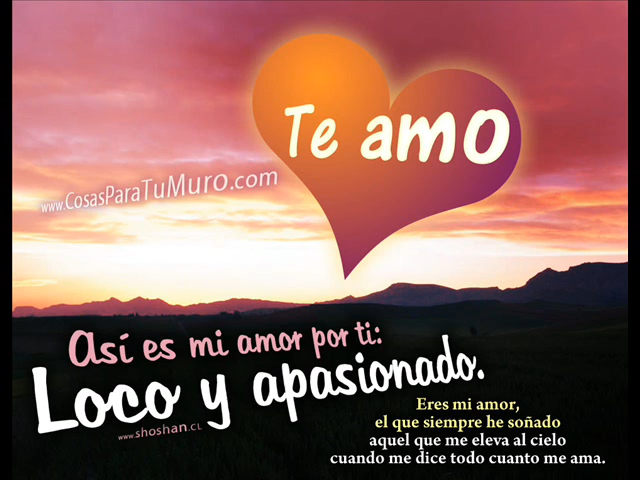 Te amo
www.CosasParaTuMuro.com
Así es mi amor por ti:
Loco y apasionado.
www.shoshan.CL
Eres mi amor,
el que siempre he soñado
aquel que me eleva al cielo
cuando me dice todo cuanto me ama.